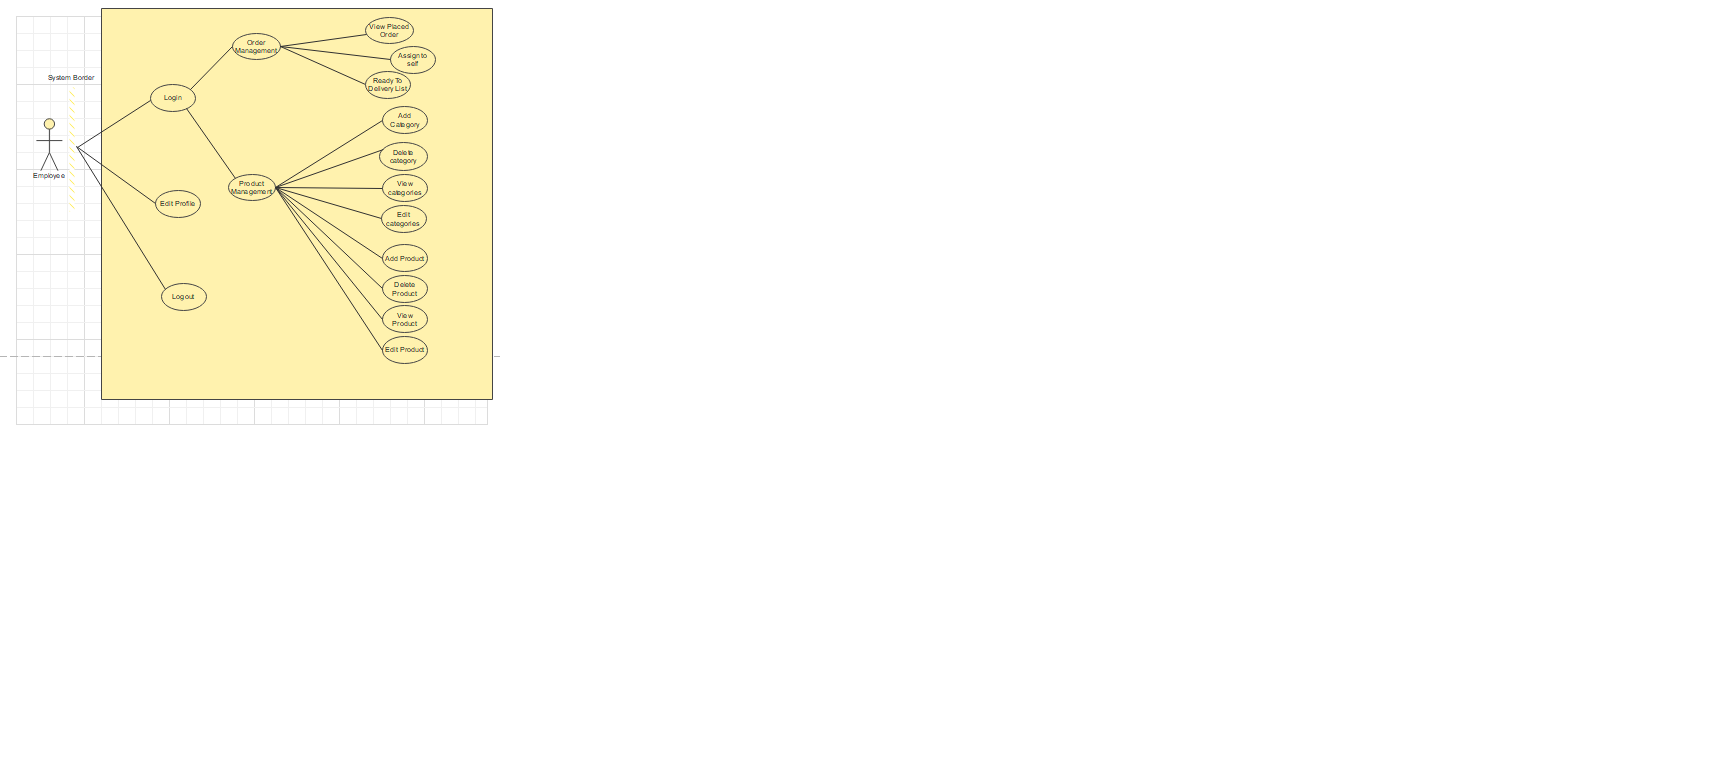 System Border
Employee
Login
Edit Profile
Logout
Order
Management
Product
Management
View Placed
Order
Assign to
self
Ready To
Delivery List
Add
Category
Delete
category
View
categories
Edit
categories
Add Product
Delete
Product
View
Product
Edit Product